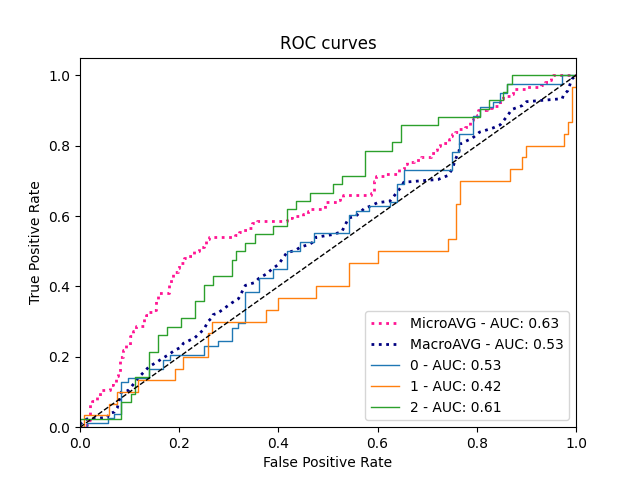 ROC curves
True Positive Rate
1.0
0.8
0.6
0.4
0.2
0.0
MicroAVG - AUC: 0.63
MacroAVG - AUC: 0.53
0 - AUC: 0.53
1 - AUC: 0.42
2 - AUC: 0.61
0.0 0.2 0.4 0.6 0.8 1.0
False Positive Rate